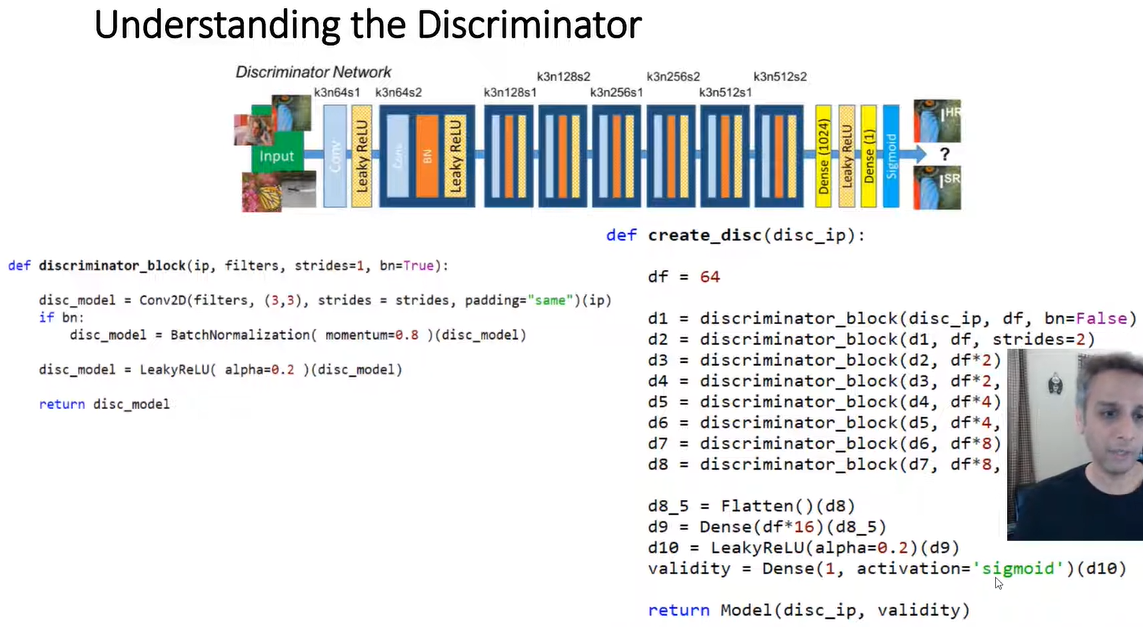 Understanding the Discriminator
Discriminator Network
k3n64s1 k3n64s2 k3n128s1 k3n128s2 k3n256s1 k3n256s2 k3n512s1 k3n512s2
Input
Conv
Leaky ReLU
Conv
BN
Leaky ReLU
Dense (1024)
Leaky ReLU
Dense (1)
Sigmoid
I^HR
?
I^SR
def discriminator_block(ip, filters, strides=1, bn=True):
disc_model = Conv2D(filters, (3,3), strides = strides, padding="same")(ip)
if bn:
disc_model = BatchNormalization( momentum=0.8 )(disc_model)
disc_model = LeakyReLU( alpha=0.2 )(disc_model)
return disc_model
def create_disc(disc_ip):
df = 64
d1 = discriminator_block(disc_ip, df, bn=False)
d2 = discriminator_block(d1, df, strides=2)
d3 = discriminator_block(d2, df*2)
d4 = discriminator_block(d3, df*2,
d5 = discriminator_block(d4, df*4)
d6 = discriminator_block(d5, df*4,
d7 = discriminator_block(d6, df*8)
d8 = discriminator_block(d7, df*8,
d8_5 = Flatten()(d8)
d9 = Dense(df*16)(d8_5)
d10 = LeakyReLU(alpha=0.2)(d9)
validity = Dense(1, activation='sigmoid')(d10)
return Model(disc_ip, validity)